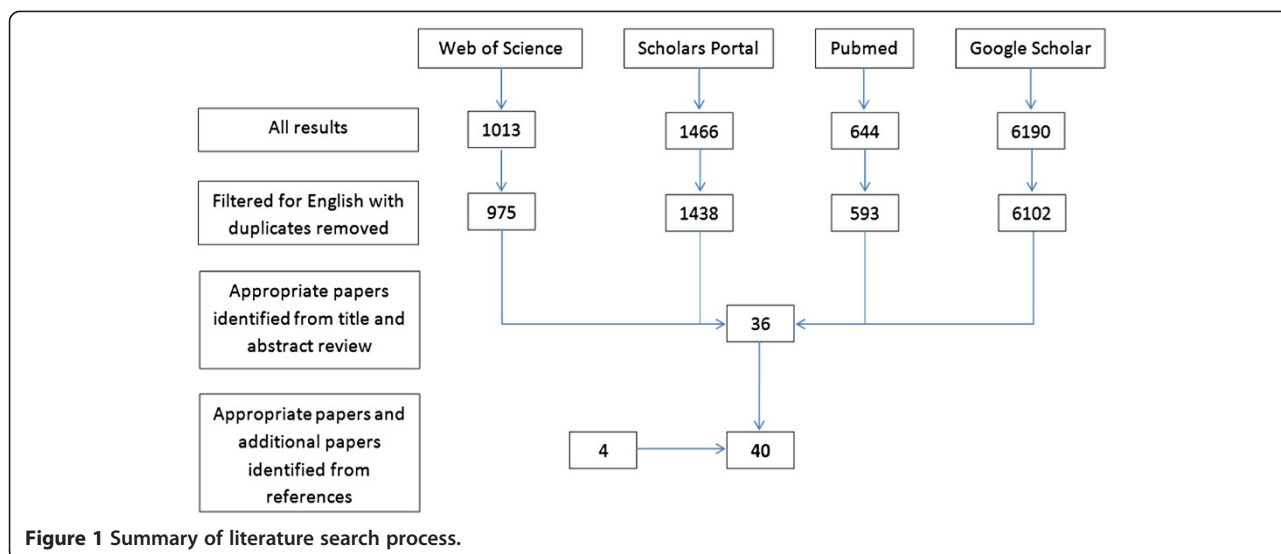 Web of Science
Scholars Portal
Pubmed
Google Scholar
All results
1013
1466
644
6190
Filtered for English with
duplicates removed
975
1438
593
6102
Appropriate papers
identified from title and
abstract review
36
Appropriate papers and
additional papers
identified from
references
4
40
Figure 1 Summary of literature search process.